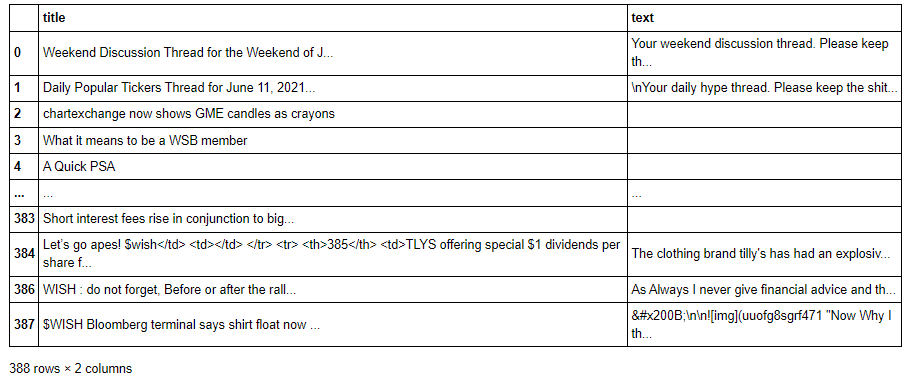 title text
0 Weekend Discussion Thread for the Weekend of J... Your weekend discussion thread. Please keep
th...
1 Daily Popular Tickers Thread for June 11, 2021... \nYour daily hype thread. Please keep the shit...
2 chartexchange now shows GME candles as crayons
3 What it means to be a WSB member
4 A Quick PSA
... ... ...
383 Short interest fees rise in conjunction to big...
384 Let's go apes! $wish</td> <td></td> </tr> <tr> <th>385</th> <td>TLYS offering special $1 dividends per
share f... The clothing brand tilly's has had an explosiv...
386 WISH : do not forget, Before or after the rall... As Always I never give financial advice and th...
387 $WISH Bloomberg terminal says shirt float now ... &#x200B;\n\n![img](uuofg8sgrf471 "Now Why I
th...
388 rows × 2 columns